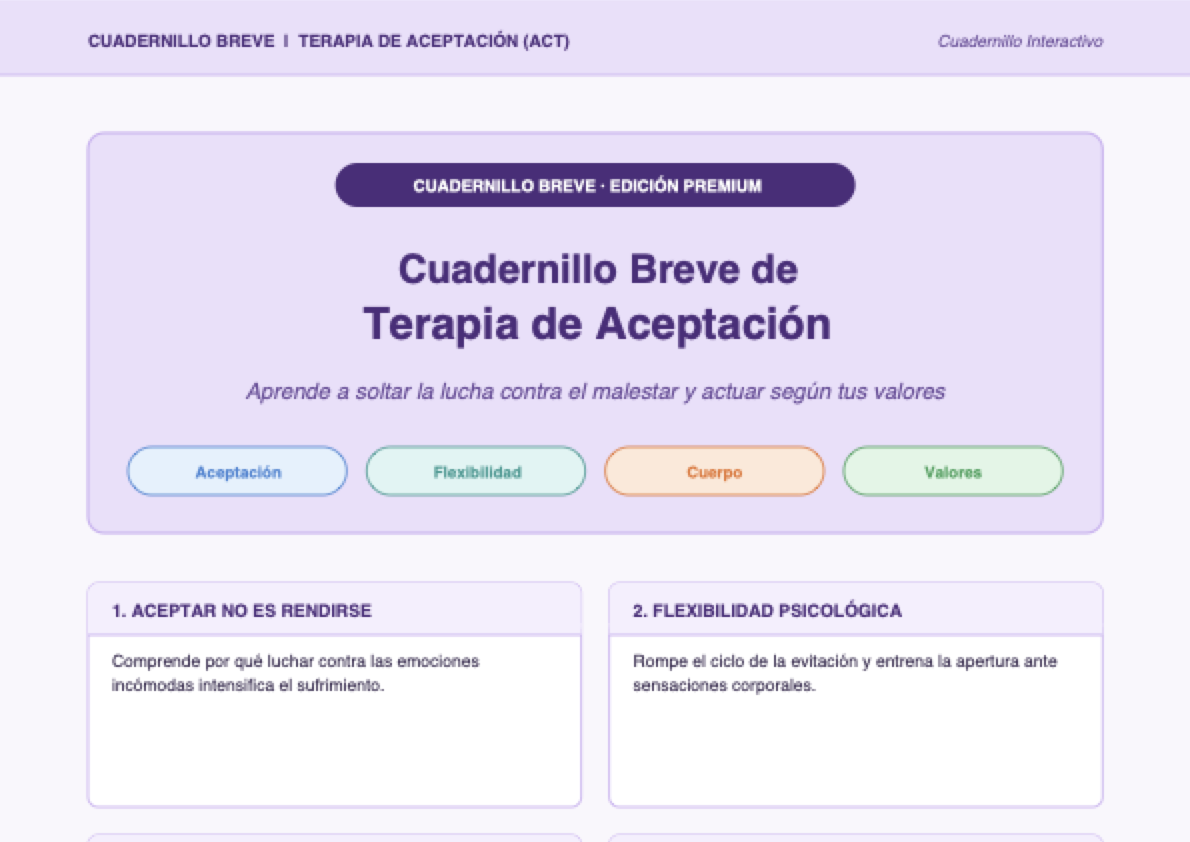 CUADERNILLO BREVE | TERAPIA DE ACEPTACIÓN (ACT)
Cuadernillo Interactivo
CUADERNILLO BREVE · EDICIÓN PREMIUM
Cuadernillo Breve de
Terapia de Aceptación
Aprende a soltar la lucha contra el malestar y actuar según tus valores
Aceptación
Flexibilidad
Cuerpo
Valores
1. ACEPTAR NO ES RENDIRSE
Comprende por qué luchar contra las emociones
incómodas intensifica el sufrimiento.
2. FLEXIBILIDAD PSICOLÓGICA
Rompe el ciclo de la evitación y entrena la apertura ante
sensaciones corporales.